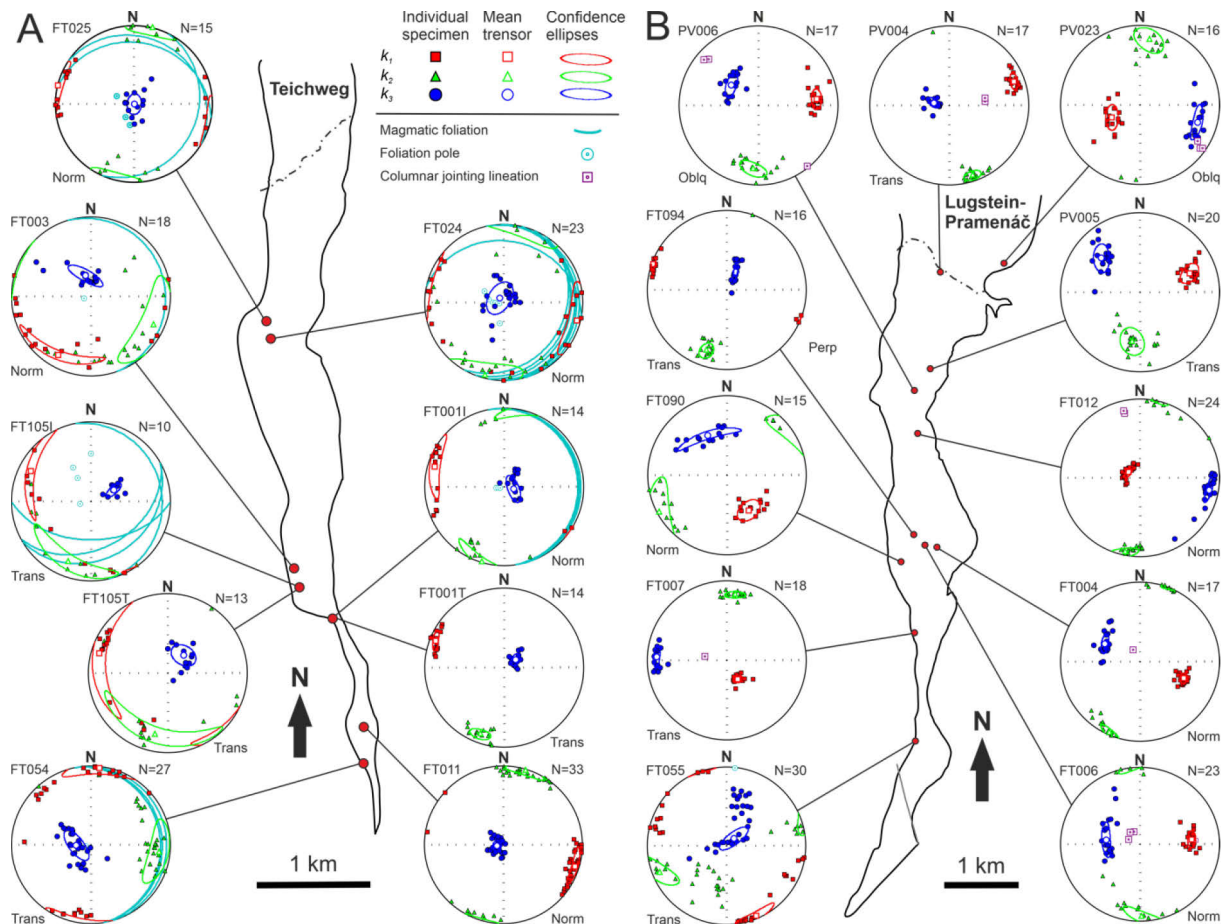 A
FT025
N
N=15
Norm
Individual specimen
Mean trensor
Confidence ellipses
k1
k2
k3
Magmatic foliation
Foliation pole
Columnar jointing lineation
Teichweg
FT003
N
N=18
Norm
FT024
N
N=23
Norm
FT105I
N
N=10
Trans
FT001I
N
N=14
Norm
FT105T
N
N=13
Trans
FT001T
N
N=14
Trans
N
FT054
N
N=27
Trans
FT011
N
N=33
Norm
1 km
B
PV006
N
N=17
Oblq
PV004
N
N=17
Trans
PV023
N
N=16
Oblq
Lugstein-
Pramenáč
FT094
N
N=16
Trans
Perp
PV005
N
N=20
Trans
FT090
N
N=15
Norm
FT012
N
N=24
Norm
FT007
N
N=18
Trans
FT004
N
N=17
Norm
N
FT055
N
N=30
Trans
FT006
N
N=23
Norm
1 km